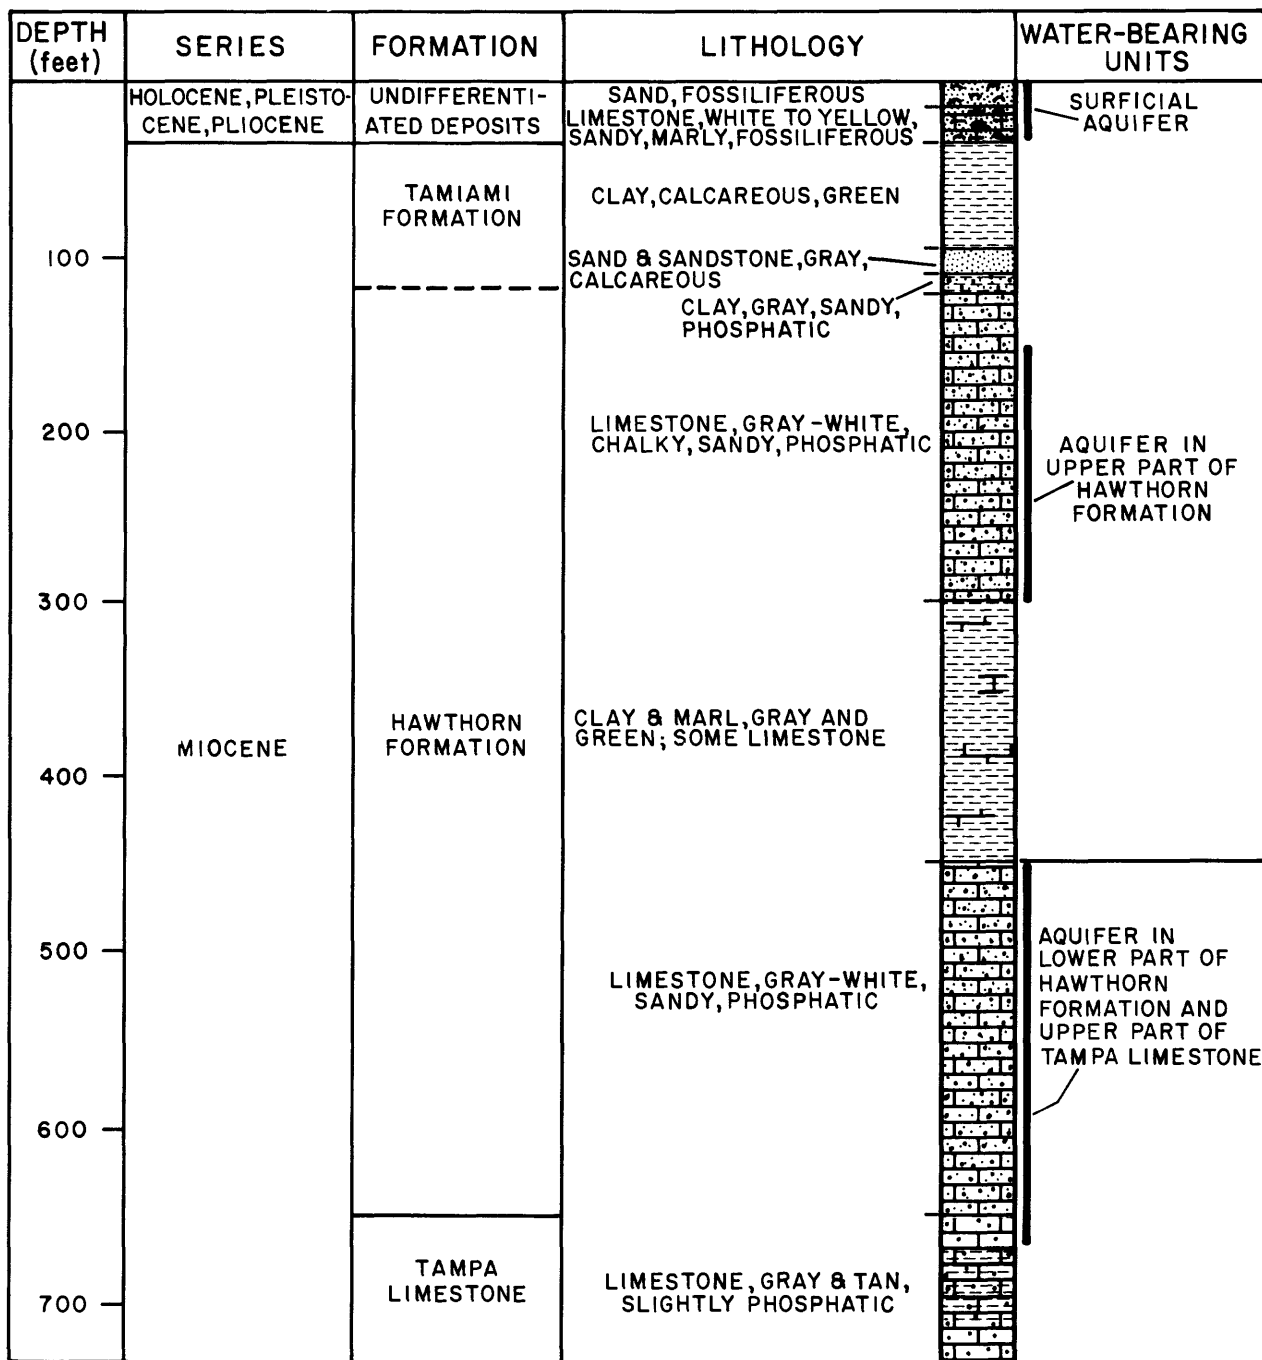 DEPTH
(feet)
SERIES
FORMATION
LITHOLOGY
WATER-BEARING
UNITS
HOLOCENE, PLEISTO-
CENE, PLIOCENE
UNDIFFERENTI-
ATED DEPOSITS
SAND, FOSSILIFEROUS
LIMESTONE, WHITE TO YELLOW,
SANDY, MARLY, FOSSILIFEROUS
SURFICIAL
AQUIFER
TAMIAMI
FORMATION
CLAY, CALCAREOUS, GREEN
100
SAND & SANDSTONE, GRAY,
CALCAREOUS
CLAY, GRAY, SANDY,
PHOSPHATIC
200
LIMESTONE, GRAY-WHITE,
CHALKY, SANDY, PHOSPHATIC
AQUIFER IN
UPPER PART OF
HAWTHORN
FORMATION
300
MIOCENE
HAWTHORN
FORMATION
CLAY & MARL, GRAY AND
GREEN; SOME LIMESTONE
400
500
LIMESTONE, GRAY-WHITE,
SANDY, PHOSPHATIC
AQUIFER IN
LOWER PART OF
HAWTHORN
FORMATION AND
UPPER PART OF
TAMPA LIMESTONE
600
TAMPA
LIMESTONE
LIMESTONE, GRAY & TAN,
SLIGHTLY PHOSPHATIC
700